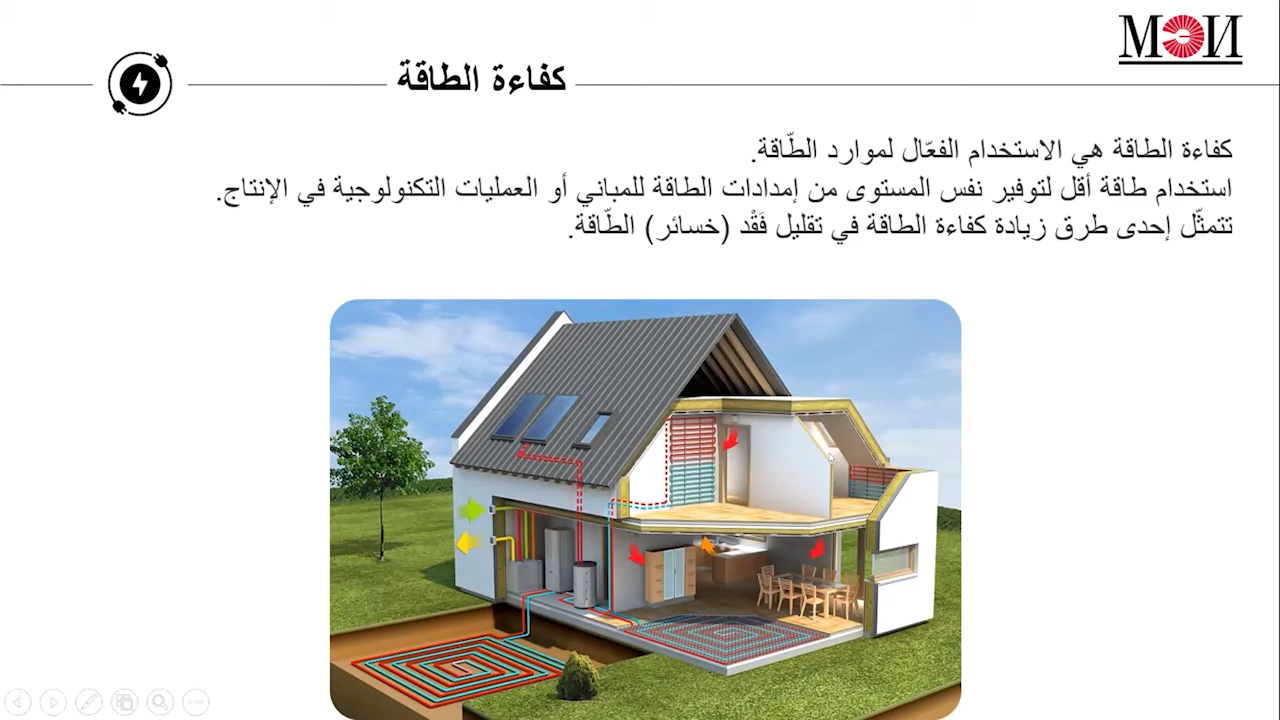 МЭИ
كفاءة الطاقة
كفاءة الطاقة هي الاستخدام الفعّال لموارد الطّاقة.
استخدام طاقة أقل لتوفير نفس المستوى من إمدادات الطاقة للمباني أو العمليات التكنولوجية في الإنتاج.
تتمثّل إحدى طرق زيادة كفاءة الطاقة في تقليل فَقْد (خسائر) الطّاقة.